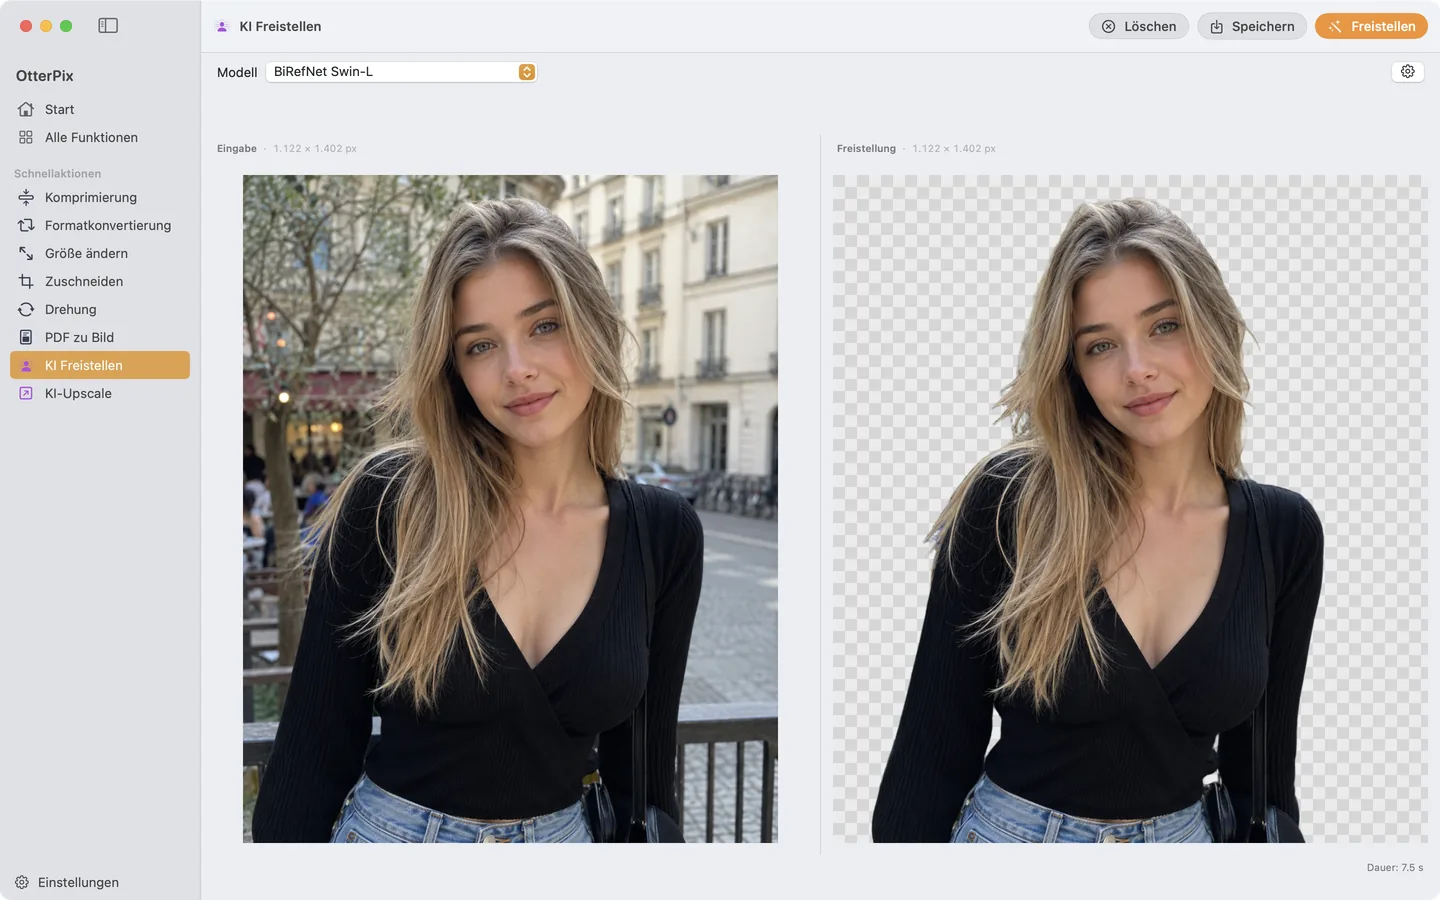 KI Freistellen
Löschen
Speichern
Freistellen
OtterPix
Start
Alle Funktionen
Schnellaktionen
Komprimierung
Formatkonvertierung
Größe ändern
Zuschneiden
Drehung
PDF zu Bild
KI Freistellen
KI-Upscale
Einstellungen
Modell BiRefNet Swin-L
Eingabe · 1.122 × 1.402 px
Freistellung · 1.122 × 1.402 px
Dauer: 7.5 s